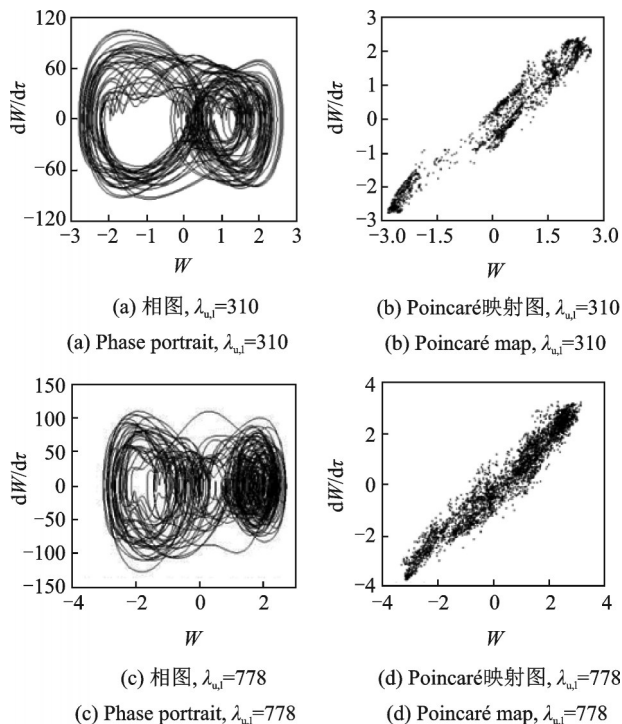 120
60
0
−60
−120
dW/dτ
−3 −2 −1 0 1 2 3
W
3
2
1
0
−1
−2
−3
dW/dτ
−3.0 −1.5 0 1.5 3.0
W
(a) 相图, λu,l=310
(a) Phase portrait, λu,l=310
(b) Poincaré映射图, λu,l=310
(b) Poincaré map, λu,l=310
150
100
50
0
−50
−100
−150
dW/dτ
−4 −2 0 2
W
4
2
0
−2
−4
dW/dτ
−4 −2 0 2 4
W
(c) 相图, λu,l=778
(c) Phase portrait, λu,l=778
(d) Poincaré映射图, λu,l=778
(d) Poincaré map, λu,l=778